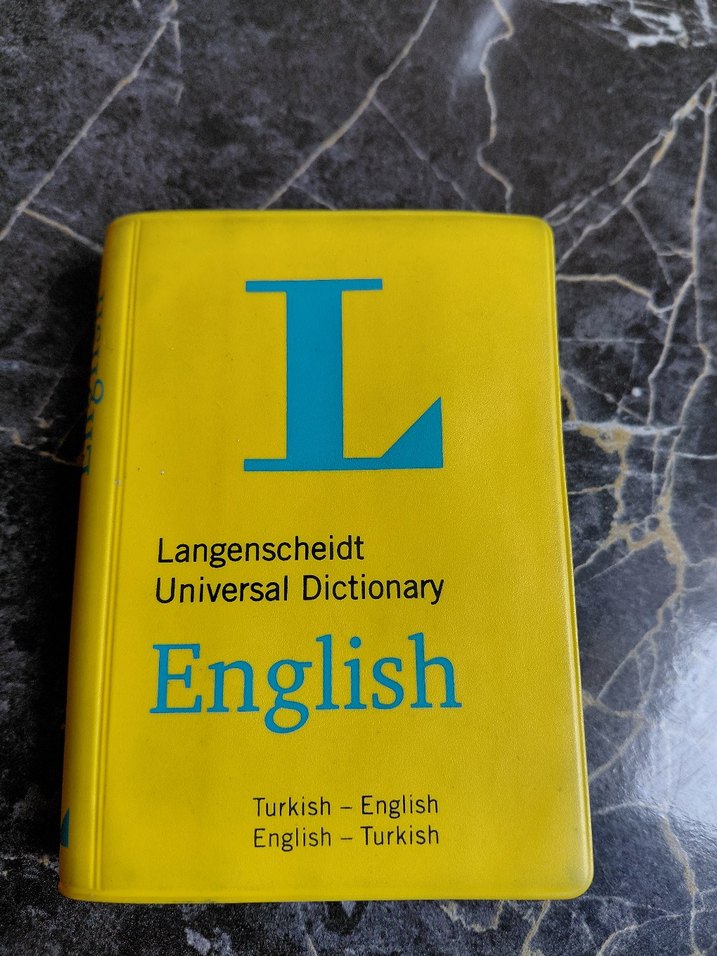 L
Langenscheidt
Universal Dictionary
English
Turkish – English
English – Turkish